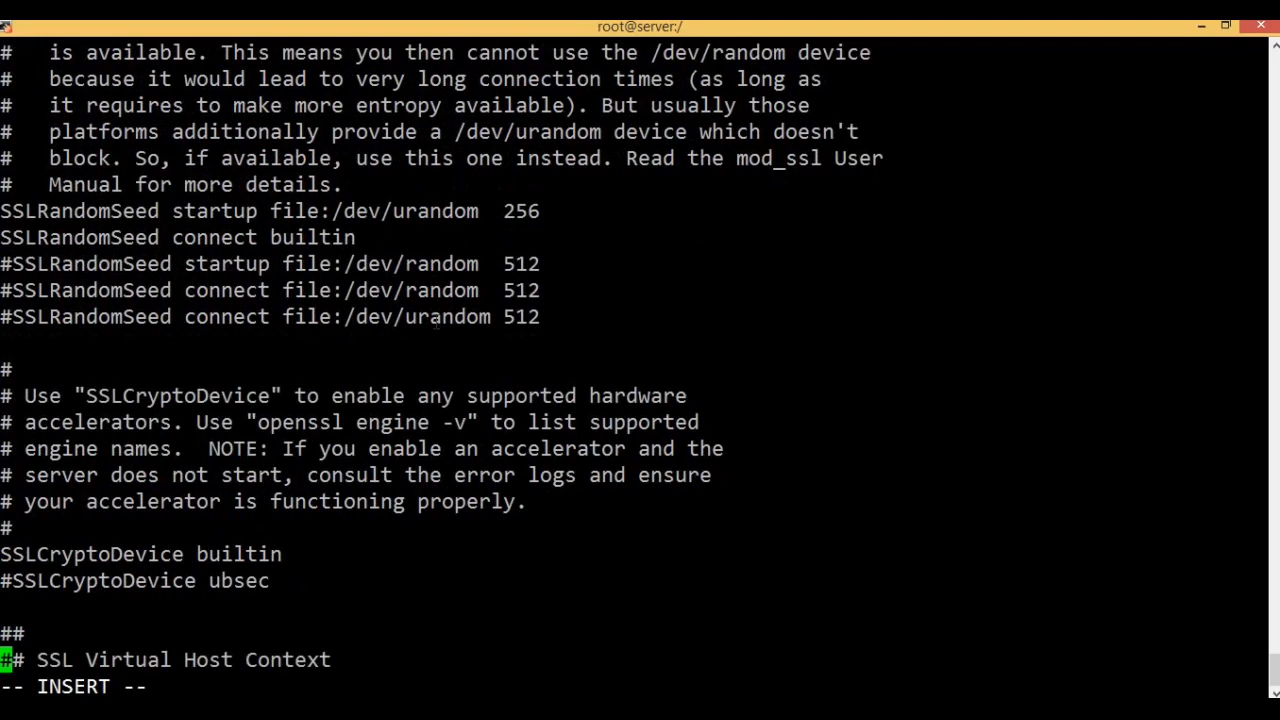 root@server:/
#   is available. This means you then cannot use the /dev/random device
#   because it would lead to very long connection times (as long as
#   it requires to make more entropy available). But usually those
#   platforms additionally provide a /dev/urandom device which doesn't
#   block. So, if available, use this one instead. Read the mod_ssl User
#   Manual for more details.
SSLRandomSeed startup file:/dev/urandom  256
SSLRandomSeed connect builtin
#SSLRandomSeed startup file:/dev/random  512
#SSLRandomSeed connect file:/dev/random  512
#SSLRandomSeed connect file:/dev/urandom 512
#
# Use "SSLCryptoDevice" to enable any supported hardware
# accelerators. Use "openssl engine -v" to list supported
# engine names.  NOTE: If you enable an accelerator and the
# server does not start, consult the error logs and ensure
# your accelerator is functioning properly.
#
SSLCryptoDevice builtin
#SSLCryptoDevice ubsec
##
## SSL Virtual Host Context
-- INSERT --